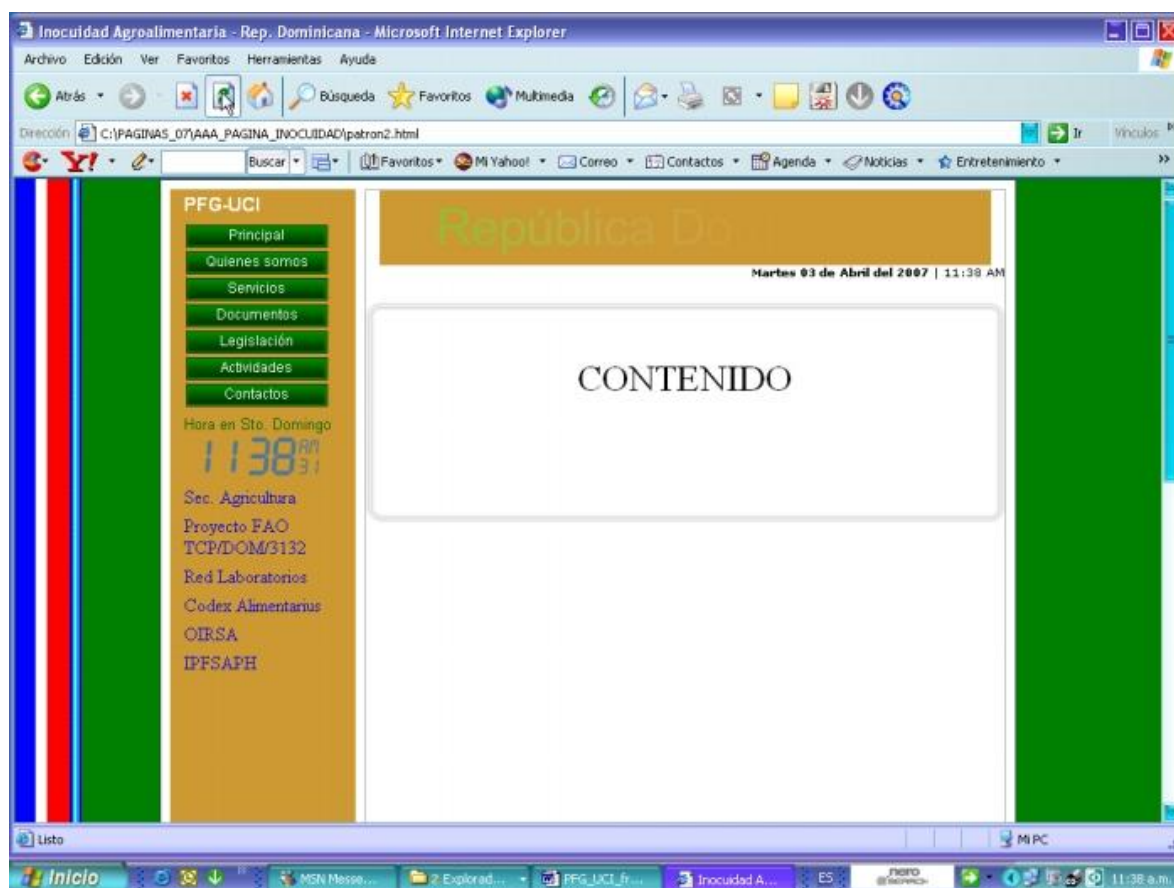 Inocuidad Agroalimentaria - Rep. Dominicana - Microsoft Internet Explorer
Archivo Edición Ver Favoritos Herramientas Ayuda
Atrás Búsqueda Favoritos Multimedia
Dirección C:\PAGINAS_07\AAA_PAGINA_INOCUIDAD\patron2.html Ir Vínculos
Y! Buscar Favoritos Mi Yahoo! Correo Contactos Agenda Noticias Entretenimiento
PFG-UCI
Principal
Quienes somos
Servicios
Documentos
Legislación
Actividades
Contactos
Hora en Sto. Domingo
11 38 AM 31
Sec. Agricultura
Proyecto FAO
TCP/DOM/3132
Red Laboratorios
Codex Alimentarius
OIRSA
IPFSAPH
República Do
Martes 03 de Abril del 2007 | 11:38 AM
CONTENIDO
Listo Mi PC
Inicio MSN Messe... 2 Explorad... PFG_UCI_fr... Inocuidad A... ES nero SEARCH 11:38 a.m.